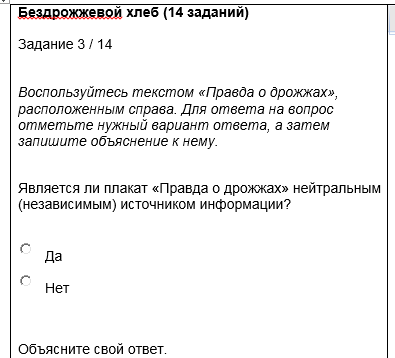 Бездрожжевой хлеб (14 заданий)
Задание 3 / 14
Воспользуйтесь текстом «Правда о дрожжах»,
расположенным справа. Для ответа на вопрос
отметьте нужный вариант ответа, а затем
запишите объяснение к нему.
Является ли плакат «Правда о дрожжах» нейтральным
(независимым) источником информации?
Да
Нет
Объясните свой ответ.